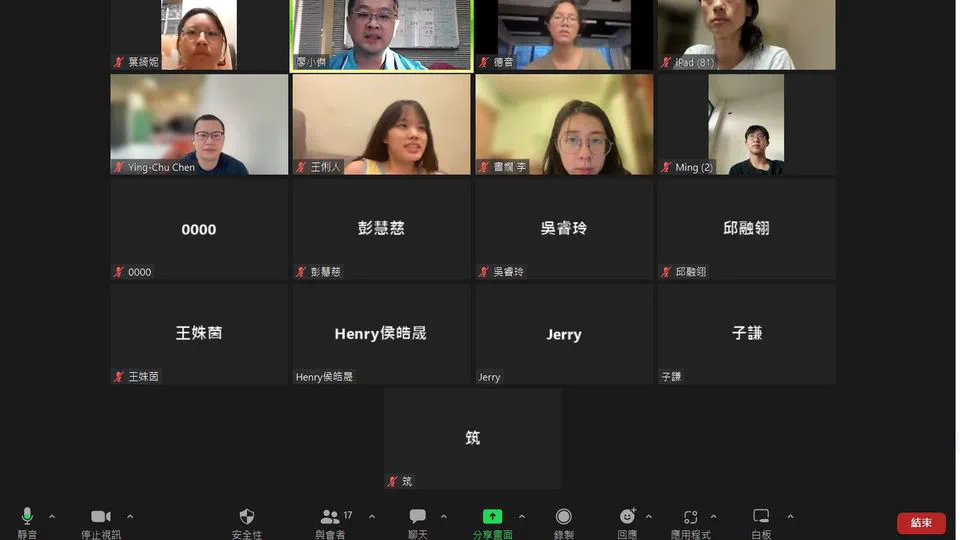 葉綺妮
廖小傑
德音
iPad (81)
Ying-Chu Chen
王俐人
書嫻 李
Ming (2)
0000
0000
彭慧慈
彭慧慈
吳睿玲
吳睿玲
邱融翎
邱融翎
王姝茵
王姝茵
Henry侯皓晟
Henry侯皓晟
Jerry
Jerry
子謙
子謙
筑
筑
靜音
停止視訊
安全性
17
與會者
聊天
分享畫面
錄製
回應
應用程式
白板
結束